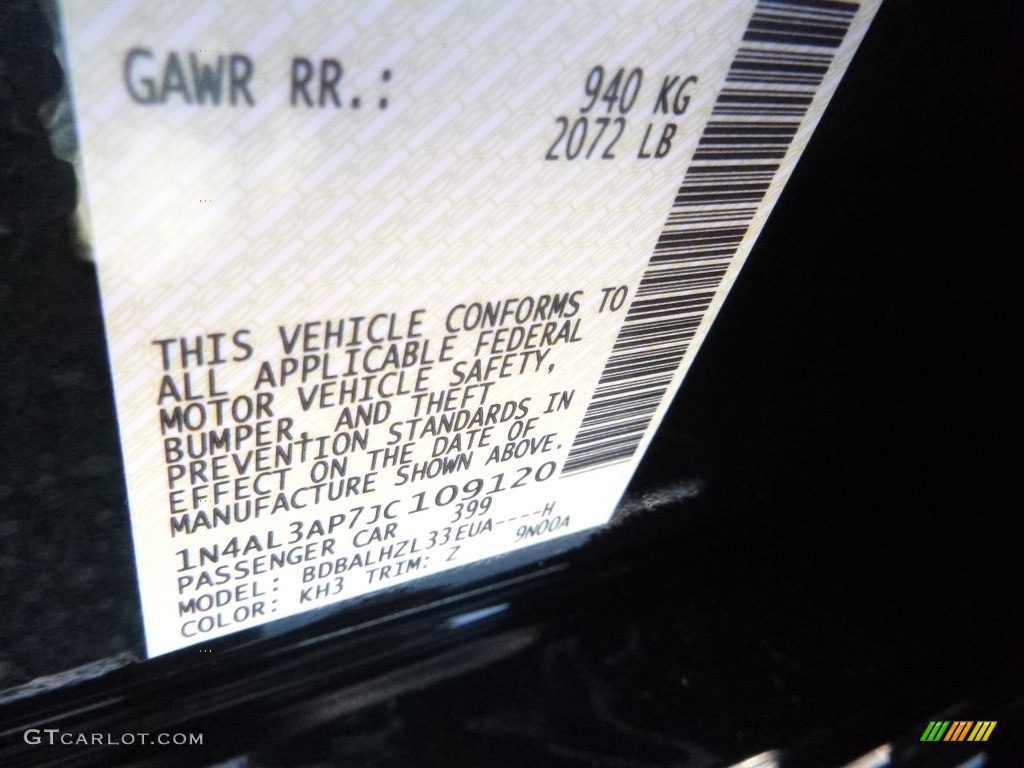 GAWR RR.: 940 KG
2072 LB
THIS VEHICLE CONFORMS TO
ALL APPLICABLE FEDERAL
MOTOR VEHICLE SAFETY,
BUMPER, AND THEFT
PREVENTION STANDARDS IN
EFFECT ON THE DATE OF
MANUFACTURE SHOWN ABOVE.
1N4AL3AP7JC109120
PASSENGER CAR 399
MODEL: BDBALHZL33EUA----H
COLOR: KH3 TRIM: Z 9N00A
GTCARLOT.COM